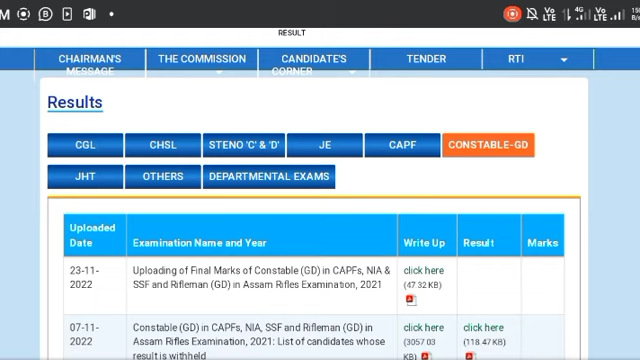 4G
Vo
LTE
Vo
LTE
150
B/s
RESULT
CHAIRMAN'S
MESSAGE
THE COMMISSION
CANDIDATE'S
CORNER
TENDER
RTI
Results
CGL
CHSL
STENO 'C' & 'D'
JE
CAPF
CONSTABLE-GD
JHT
OTHERS
DEPARTMENTAL EXAMS
Uploaded
Date
Examination Name and Year
Write Up
Result
Marks
23-11-
2022
Uploading of Final Marks of Constable (GD) in CAPFs, NIA &
SSF and Rifleman (GD) in Assam Rifles Examination, 2021
click here
(47.32 KB)
07-11-
2022
Constable (GD) in CAPFs, NIA, SSF and Rifleman (GD) in
Assam Rifles Examination, 2021: List of candidates whose
result is withheld
click here
(3057.03
KB)
click here
(118.47 KB)